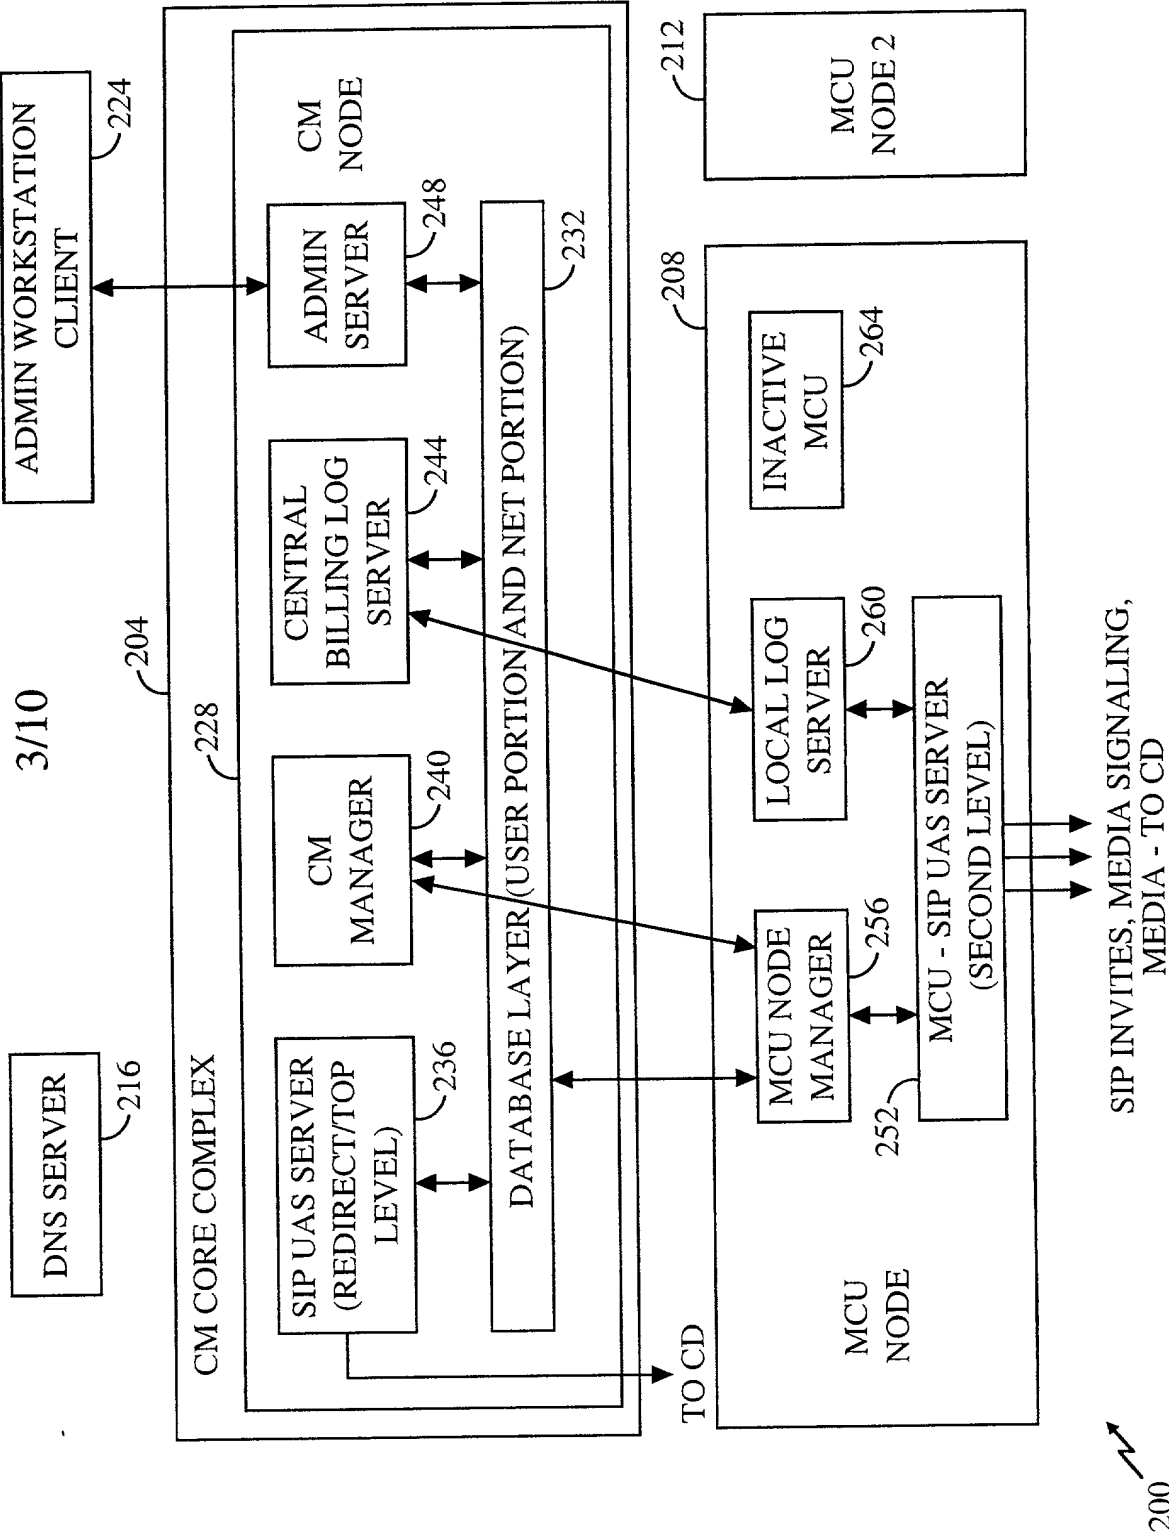 3/10
DNS SERVER
216
ADMIN WORKSTATION
CLIENT
224
204
CM CORE COMPLEX
228
SIP UAS SERVER
(REDIRECT/TOP
LEVEL)
236
CM
MANAGER
240
CENTRAL
BILLING LOG
SERVER
244
ADMIN
SERVER
248
CM
NODE
DATABASE LAYER (USER PORTION AND NET PORTION)
232
TO CD
208
212
MCU NODE
MANAGER
256
LOCAL LOG
SERVER
260
INACTIVE
MCU
264
MCU
NODE 2
MCU
NODE
252
MCU - SIP UAS SERVER
(SECOND LEVEL)
SIP INVITES, MEDIA SIGNALING,
MEDIA - TO CD
200